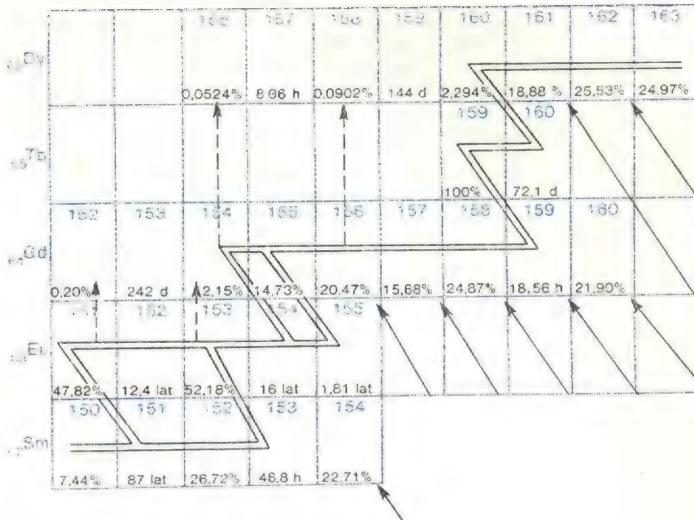 156 157 158 159 160 161 162 163
Dy
0,0524% 8.06 h 0,0902% 144 d 2,294% 18,88% 25,53% 24,97%
159 160
Tb
100% 72,1 d
152 153 154 155 156 157 158 159 160
Gd
0,20% 242 d 2,15% 14,73% 20,47% 15,68% 24,87% 18,56 h 21,90%
152 153 154 155
Eu
47,82% 12,4 lat 52,18% 16 lat 1,81 lat
150 151 152 153 154
Sm
7,44% 87 lat 26,72% 46,8 h 22,71%